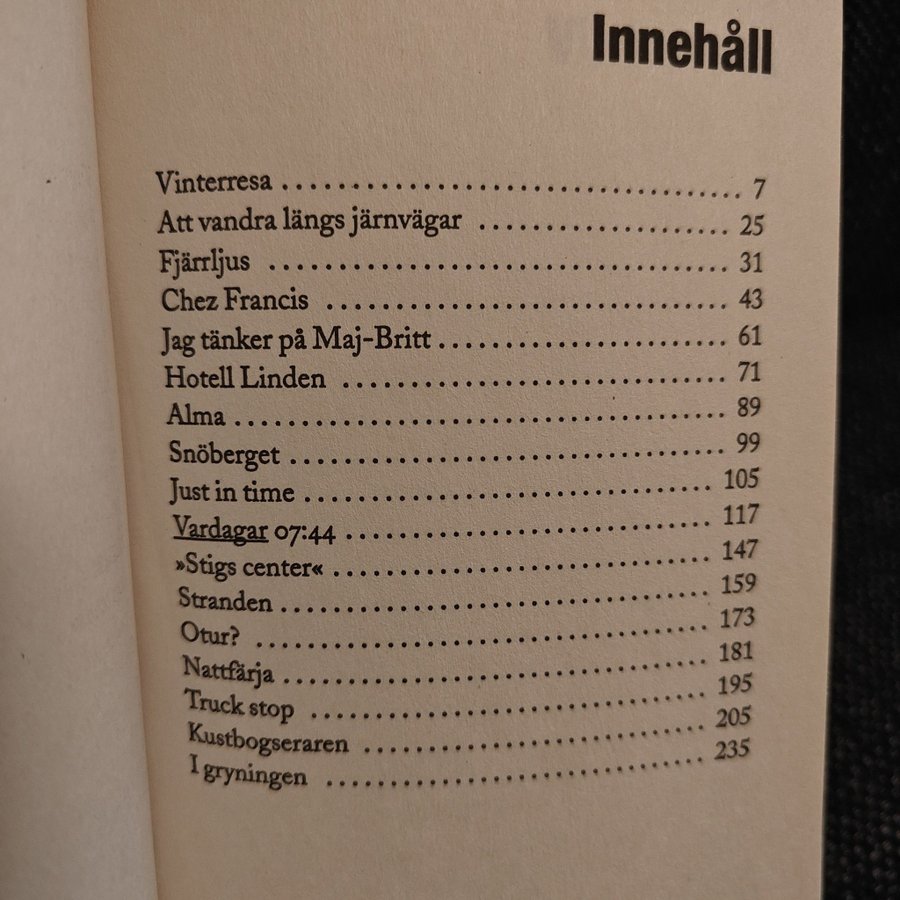 Innehåll
Vinterresa .................................... 7
Att vandra längs järnvägar .................... 25
Fjärrljus ..................................... 31
Chez Francis .................................. 43
Jag tänker på Maj-Britt ....................... 61
Hotell Linden ................................. 71
Alma .......................................... 89
Snöberget ..................................... 99
Just in time .................................. 105
Vardagar 07:44 ................................ 117
»Stigs center« ................................ 147
Stranden ...................................... 159
Otur? ......................................... 173
Nattfärja ..................................... 181
Truck stop .................................... 195
Kustbogseraren ................................ 205
I gryningen ................................... 235